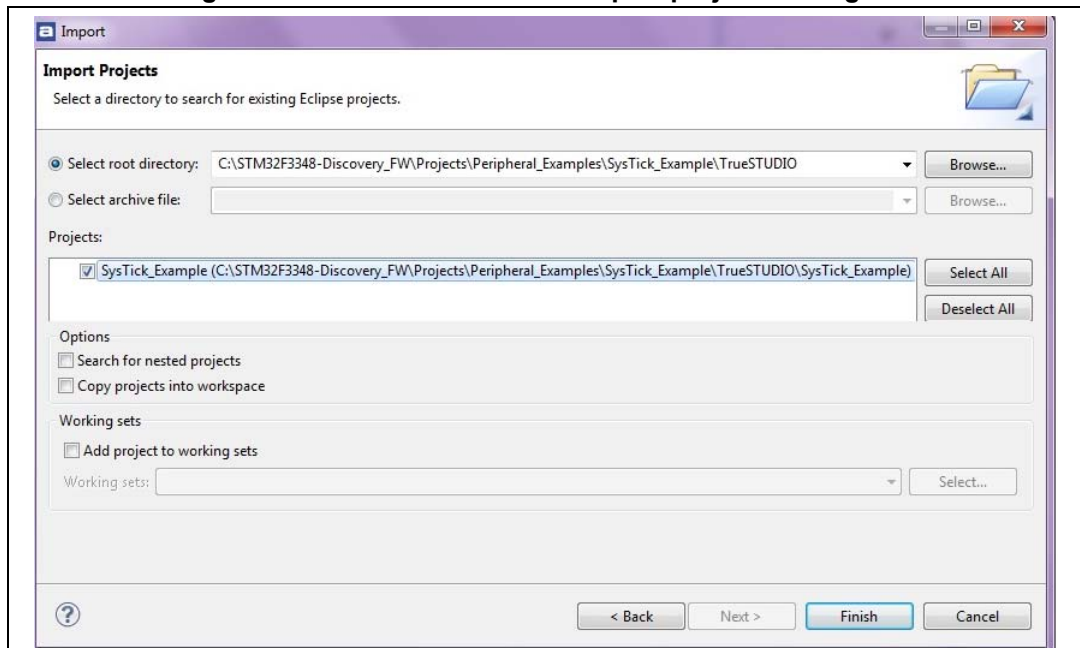 Import
Import Projects
Select a directory to search for existing Eclipse projects.
Select root directory: C:\STM32F3348-Discovery_FW\Projects\Peripheral_Examples\SysTick_Example\TrueSTUDIO Browse...
Select archive file: Browse...
Projects:
SysTick_Example (C:\STM32F3348-Discovery_FW\Projects\Peripheral_Examples\SysTick_Example\TrueSTUDIO\SysTick_Example) Select All
Deselect All
Options
Search for nested projects
Copy projects into workspace
Working sets
Add project to working sets
Working sets: Select...
< Back Next > Finish Cancel